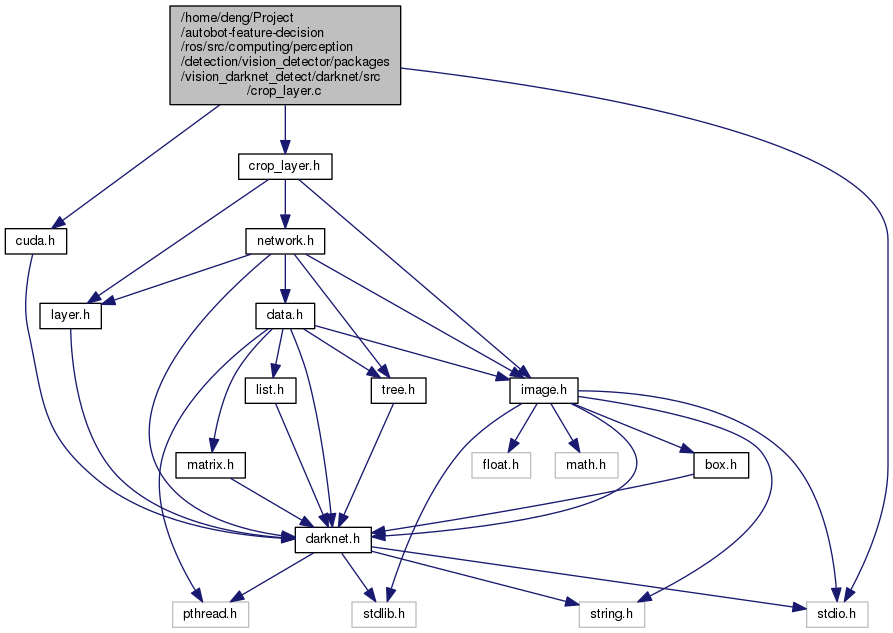 /home/deng/Project
/autobot-feature-decision
/ros/src/computing/perception
/detection/vision_detector/packages
/vision_darknet_detect/darknet/src
/crop_layer.c
crop_layer.h
cuda.h
network.h
layer.h
data.h
list.h
tree.h
image.h
matrix.h
float.h
math.h
box.h
darknet.h
pthread.h
stdlib.h
string.h
stdio.h